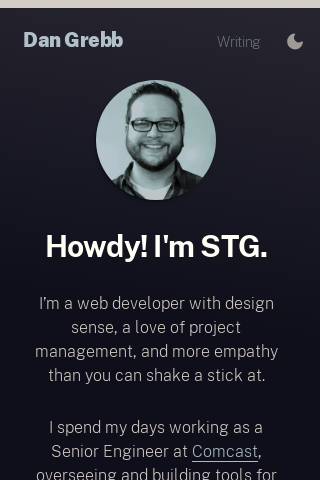 Dan Grebb
Writing
Howdy! I'm STG.
I’m a web developer with design
sense, a love of project
management, and more empathy
than you can shake a stick at.
I spend my days working as a
Senior Engineer at Comcast,
overseeing and building tools for